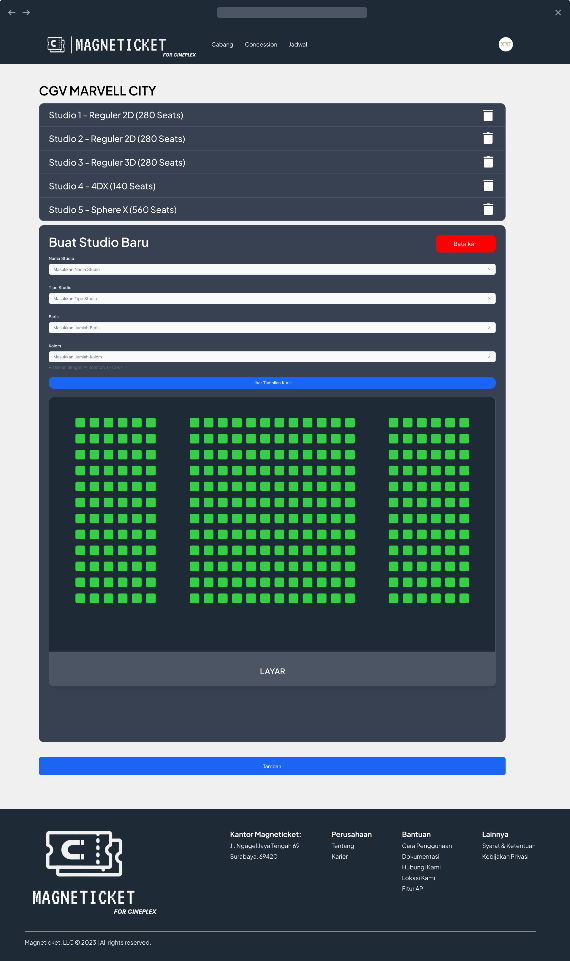 MAGNETICKET
FOR CINEPLEX
Cabang
Concession
Jadwal
CGV MARVELL CITY
Studio 1 - Reguler 2D (280 Seats)
Studio 2 - Reguler 2D (280 Seats)
Studio 3 - Reguler 3D (280 Seats)
Studio 4 - 4DX (140 Seats)
Studio 5 - Sphere X (560 Seats)
Buat Studio Baru
Batalkan
Nama Studio
Masukkan Nama Studio
Tipe Studio
Masukkan Tipe Studio
Baris
Masukkan Jumlah Baris
Kolom
Masukkan Jumlah Kolom
LAYAR
Tambah
MAGNETICKET
FOR CINEPLEX
Kantor Magneticket:
Jl. Ngagel Jaya Tengah 69
Surabaya, 69420
Perusahaan
Tentang
Karier
Bantuan
Cara Penggunaan
Dokumentasi
Hubungi Kami
Lokasi Kami
Fitur API
Lainnya
Syarat & Ketentuan
Kebijakan Privasi
Magneticket, LLC © 2023 | All rights reserved.